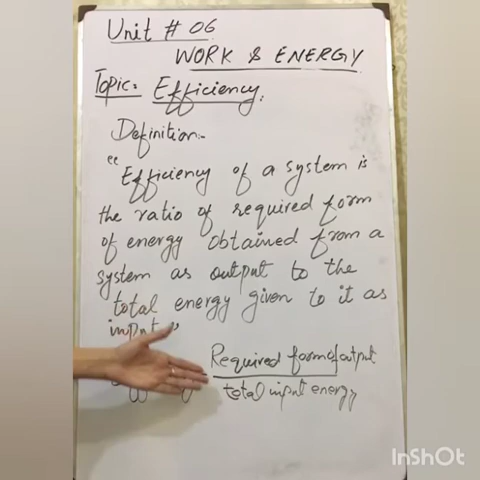 Unit # 06
WORK & ENERGY
Topic: Efficiency.
Definition:-
"Efficiency of a system is
the ratio of required form
of energy obtained from a
system as output to the
total energy given to it as
input"
Required form of output
total input energy
InShOt